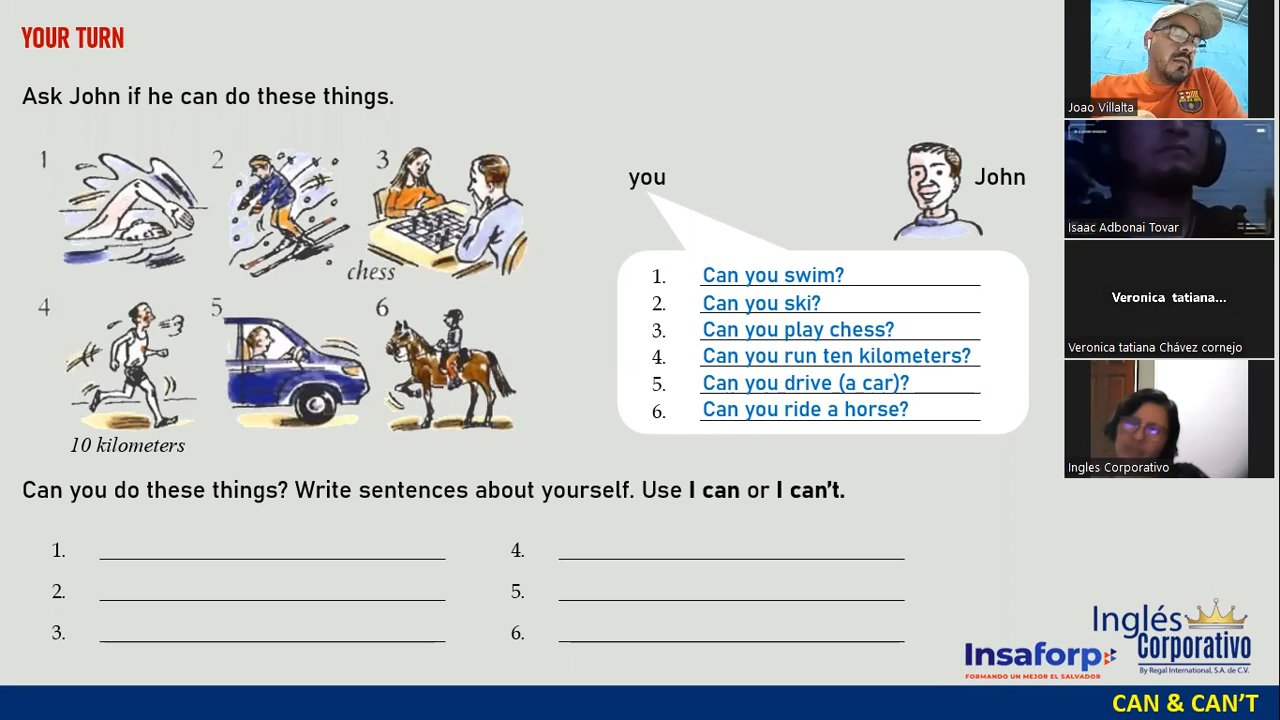 YOUR TURN
Ask John if he can do these things.
1
2
3
chess
4
5
6
10 kilometers
you
John
1. Can you swim?
2. Can you ski?
3. Can you play chess?
4. Can you run ten kilometers?
5. Can you drive (a car)?
6. Can you ride a horse?
Can you do these things? Write sentences about yourself. Use I can or I can't.
1.
2.
3.
4.
5.
6.
Joao Villalta
Isaac Adbonai Tovar
Veronica tatiana...
Veronica tatiana Chávez cornejo
Ingles Corporativo
Insaforp
FORMANDO UN MEJOR EL SALVADOR
Inglés
Corporativo
By Regal International, S.A. de C.V.
CAN & CAN'T